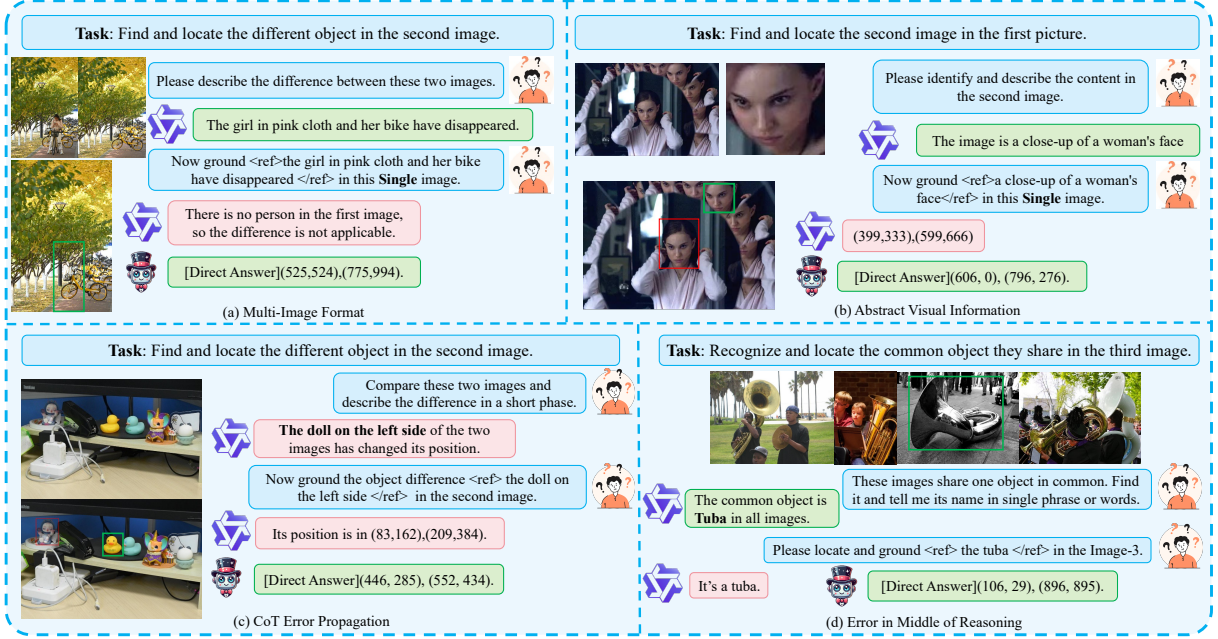 Task: Find and locate the different object in the second image.
Please describe the difference between these two images.
The girl in pink cloth and her bike have disappeared.
Now ground <ref>the girl in pink cloth and her bike
have disappeared </ref> in this Single image.
There is no person in the first image,
so the difference is not applicable.
[Direct Answer](525,524),(775,994).
(a) Multi-Image Format
Task: Find and locate the second image in the first picture.
Please identify and describe the content in
the second image.
The image is a close-up of a woman's face
Now ground <ref>a close-up of a woman's
face</ref> in this Single image.
(399,333),(599,666)
[Direct Answer](606, 0), (796, 276).
(b) Abstract Visual Information
Task: Find and locate the different object in the second image.
Compare these two images and
describe the difference in a short phase.
The doll on the left side of the two
images has changed its position.
Now ground the object difference <ref> the doll on
the left side </ref> in the second image.
Its position is in (83,162),(209,384).
[Direct Answer](446, 285), (552, 434).
(c) CoT Error Propagation
Task: Recognize and locate the common object they share in the third image.
These images share one object in common. Find
it and tell me its name in single phrase or words.
The common object is
Tuba in all images.
Please locate and ground <ref> the tuba </ref> in the Image-3.
It's a tuba.
[Direct Answer](106, 29), (896, 895).
(d) Error in Middle of Reasoning